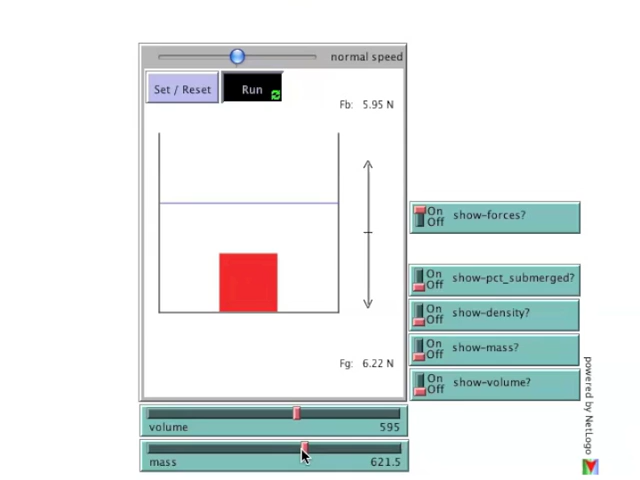 normal speed
Set / Reset
Run
Fb: 5.95 N
On
Off
show-forces?
On
Off
show-pct_submerged?
On
Off
show-density?
On
Off
show-mass?
On
Off
show-volume?
Fg: 6.22 N
volume
595
mass
621.5
powered by NetLogo